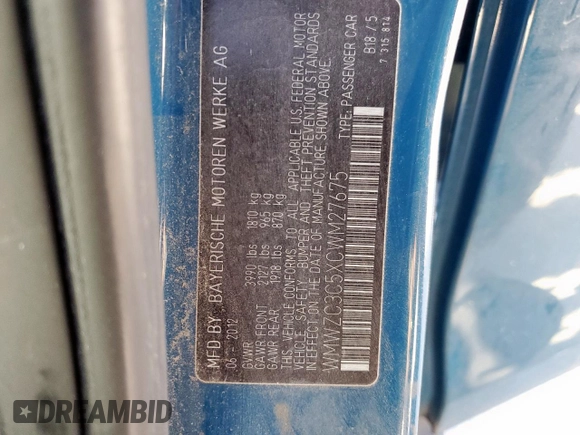 MFD BY BAYERISCHE MOTOREN WERKE AG
06 - 2012
GVWR 3990 lbs 1810 kg
GAWR FRONT 2127 lbs 965 kg
GAWR REAR 1918 lbs 870 kg
THIS VEHICLE CONFORMS TO ALL APPLICABLE U.S. FEDERAL MOTOR
VEHICLE SAFETY, BUMPER AND THEFT PREVENTION STANDARDS
IN EFFECT ON THE DATE OF MANUFACTURE SHOWN ABOVE.
WMWZC3C5XCWM27675 TYPE: PASSENGER CAR
B18 / 5
7 315 814
DREAMBID